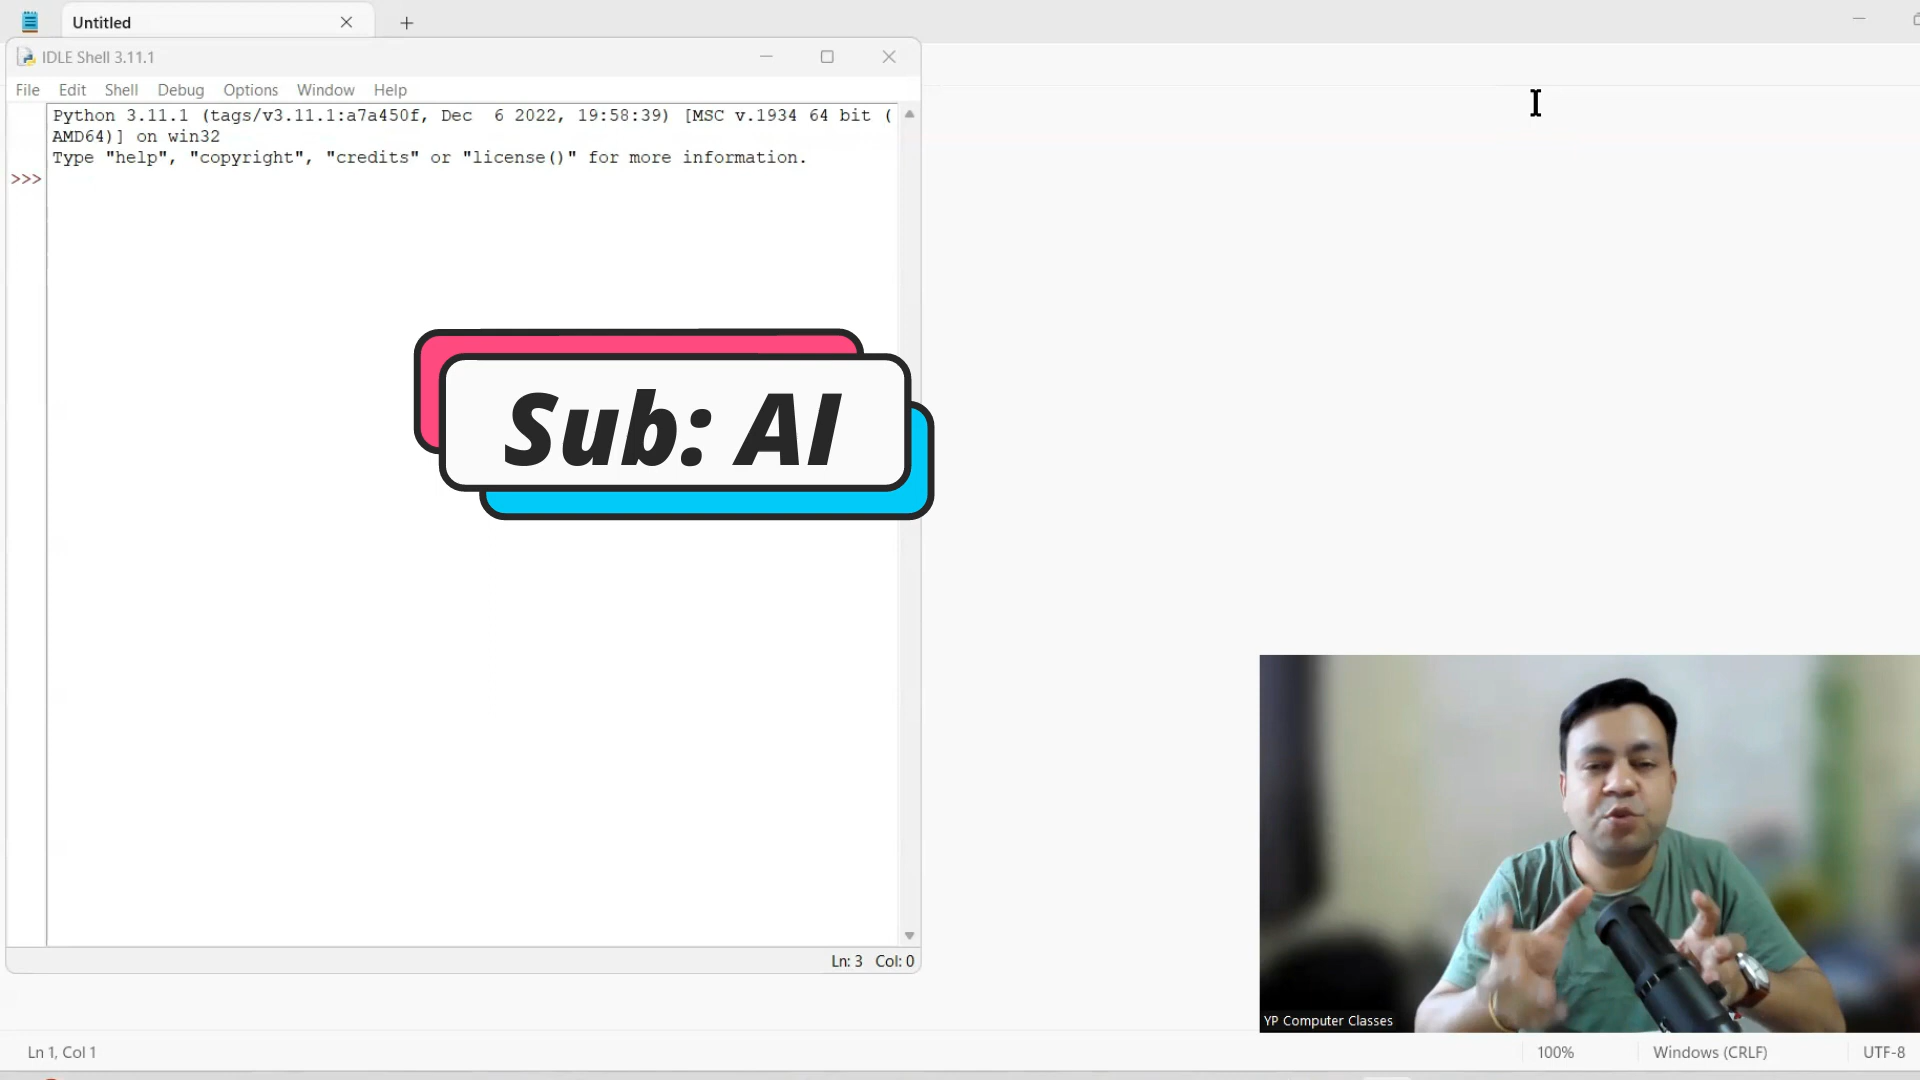 Untitled
IDLE Shell 3.11.1
File Edit Shell Debug Options Window Help
Python 3.11.1 (tags/v3.11.1:a7a450f, Dec  6 2022, 19:58:39) [MSC v.1934 64 bit (
AMD64)] on win32
Type "help", "copyright", "credits" or "license()" for more information.
>>>
Sub: AI
Ln: 3 Col: 0
YP Computer Classes
Ln 1, Col 1
100%
Windows (CRLF)
UTF-8